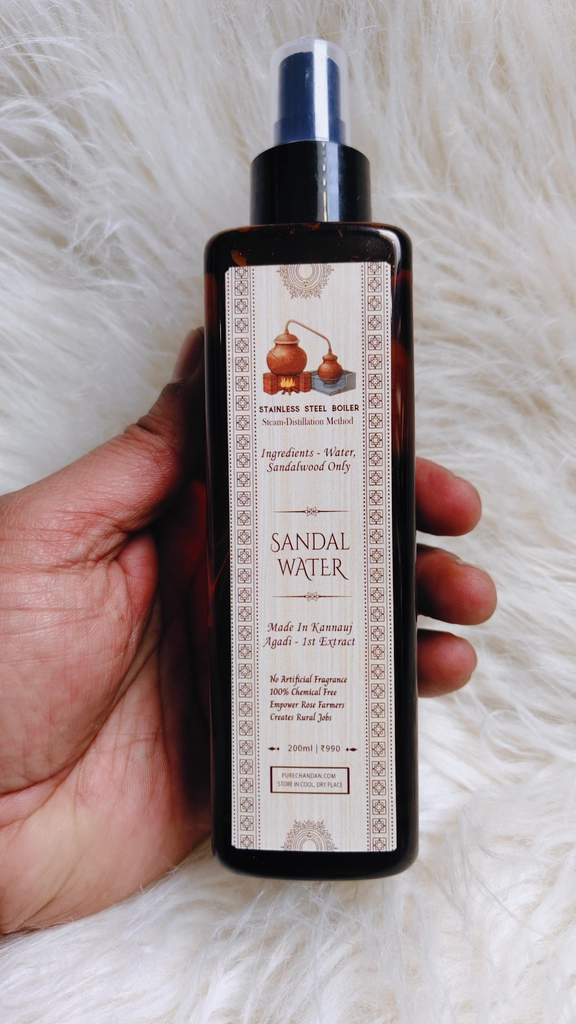 STAINLESS STEEL BOILER
Steam-Distillation Method
Ingredients - Water,
Sandalwood Only
SANDAL
WATER
Made In Kannauj
Agadi - 1st Extract
No Artificial Fragrance
100% Chemical Free
Empower Rose Farmers
Creates Rural Jobs
200ml | ₹990
PURECHANDAN.COM
STORE IN COOL, DRY PLACE